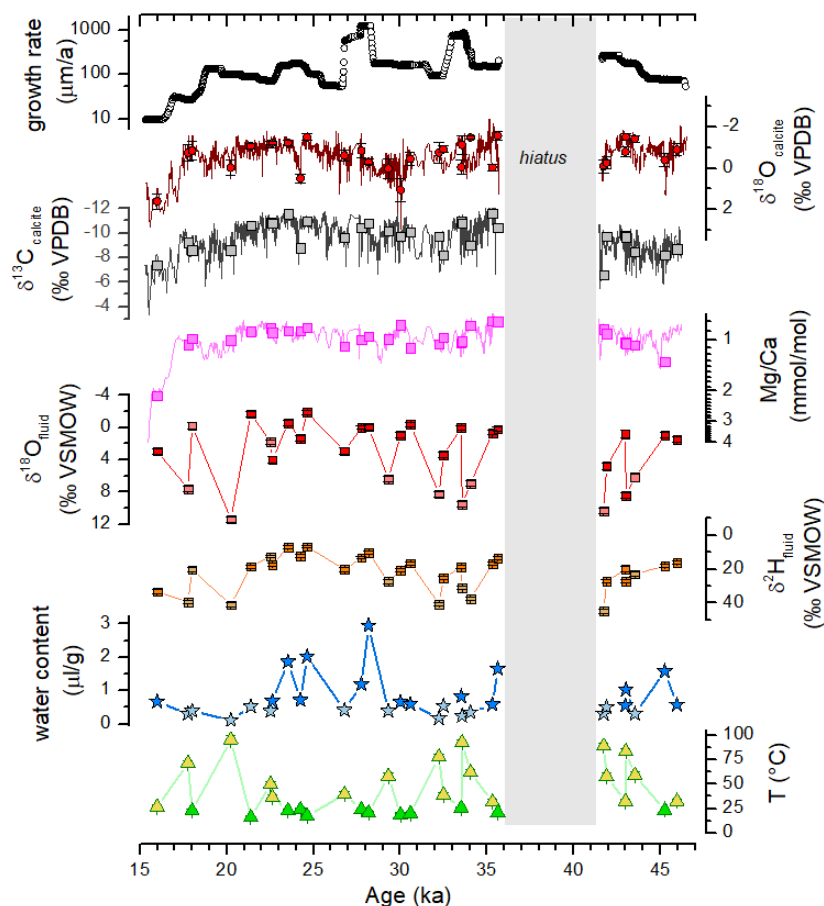 1000
100
10
growth rate
(μm/a)
-2
0
2
δ18Ocalcite
(‰ VPDB)
hiatus
-12
-10
-8
-6
-4
δ13Ccalcite
(‰ VPDB)
1
2
3
4
Mg/Ca
(mmol/mol)
-4
0
4
8
12
δ18Ofluid
(‰ VSMOW)
0
20
40
δ2Hfluid
(‰ VSMOW)
3
2
1
0
water content
(μl/g)
100
75
50
25
0
T (°C)
15 20 25 30 35 40 45
Age (ka)